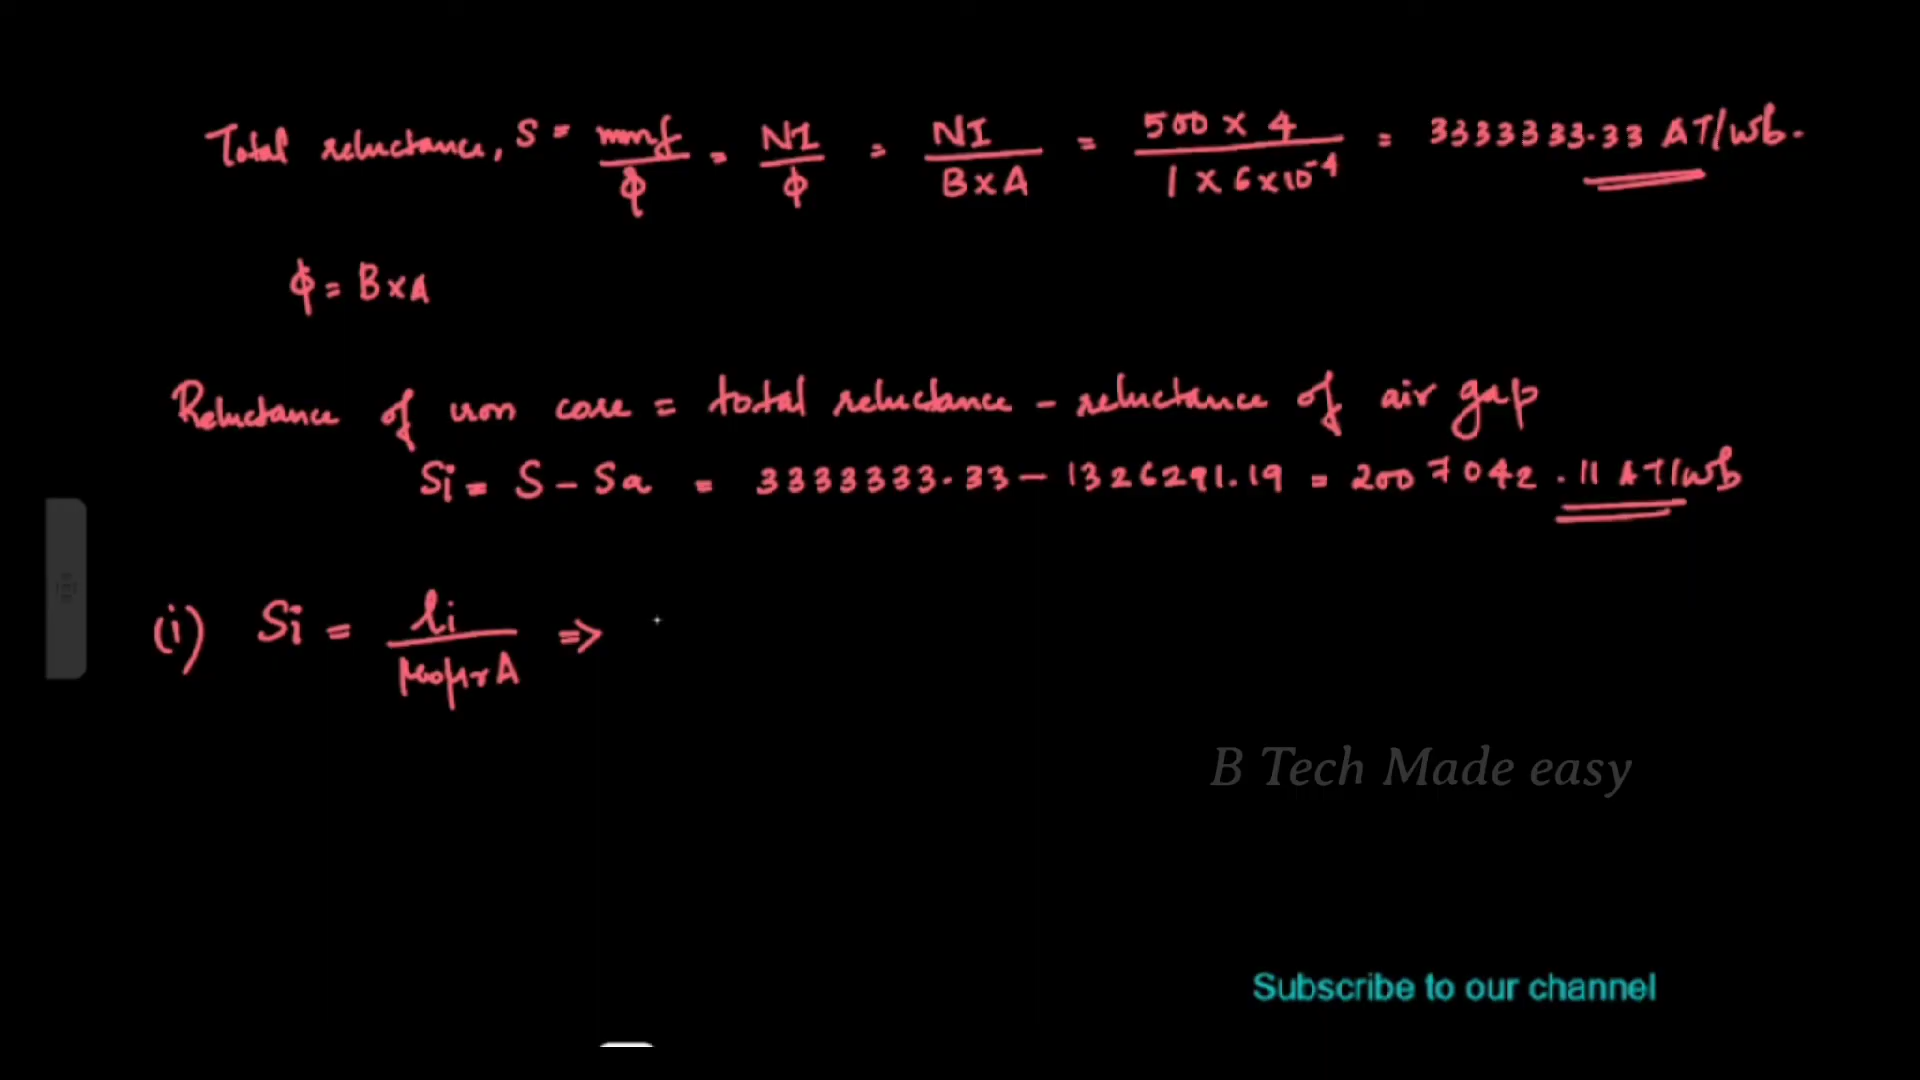 Total reluctance, S = mmf/ϕ = NI/ϕ = NI/B×A = 500 × 4/1 × 6×10⁻⁴ = 3333333.33 AT/wb.
ϕ = B×A
Reluctance of iron core = total reluctance - reluctance of air gap
Si = S - Sa = 3333333.33 - 1326291.19 = 2007042.11 AT/wb
(i) Si = li/μoμrA ⇒
B Tech Made easy
Subscribe to our channel